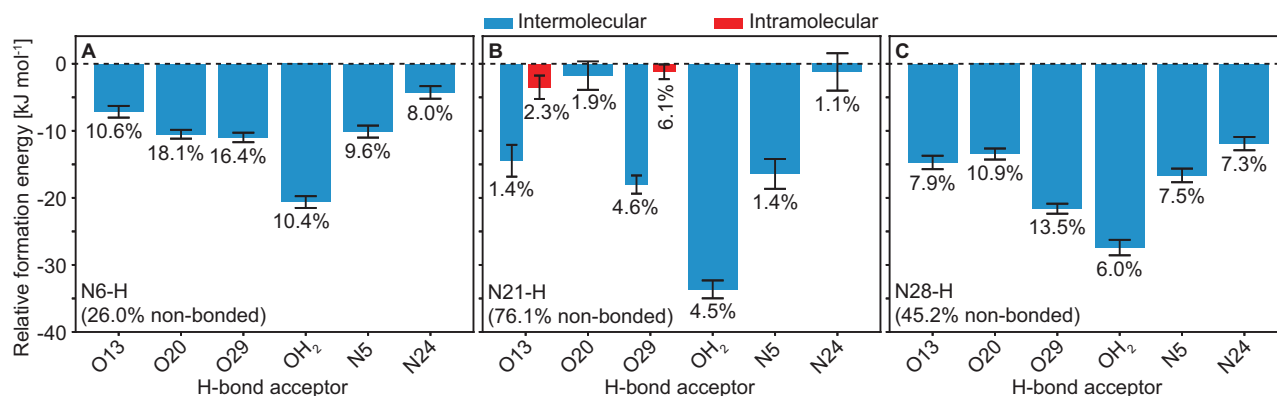 Intermolecular Intramolecular
Relative formation energy [kJ mol⁻¹]
0
-10
-20
-30
-40
A
10.6%
18.1%
16.4%
10.4%
9.6%
8.0%
N6-H
(26.0% non-bonded)
O13 O20 O29 OH₂ N5 N24
H-bond acceptor
B
1.4%
2.3%
1.9%
4.6%
6.1%
4.5%
1.4%
1.1%
N21-H
(76.1% non-bonded)
O13 O20 O29 OH₂ N5 N24
H-bond acceptor
C
7.9%
10.9%
13.5%
6.0%
7.5%
7.3%
N28-H
(45.2% non-bonded)
O13 O20 O29 OH₂ N5 N24
H-bond acceptor